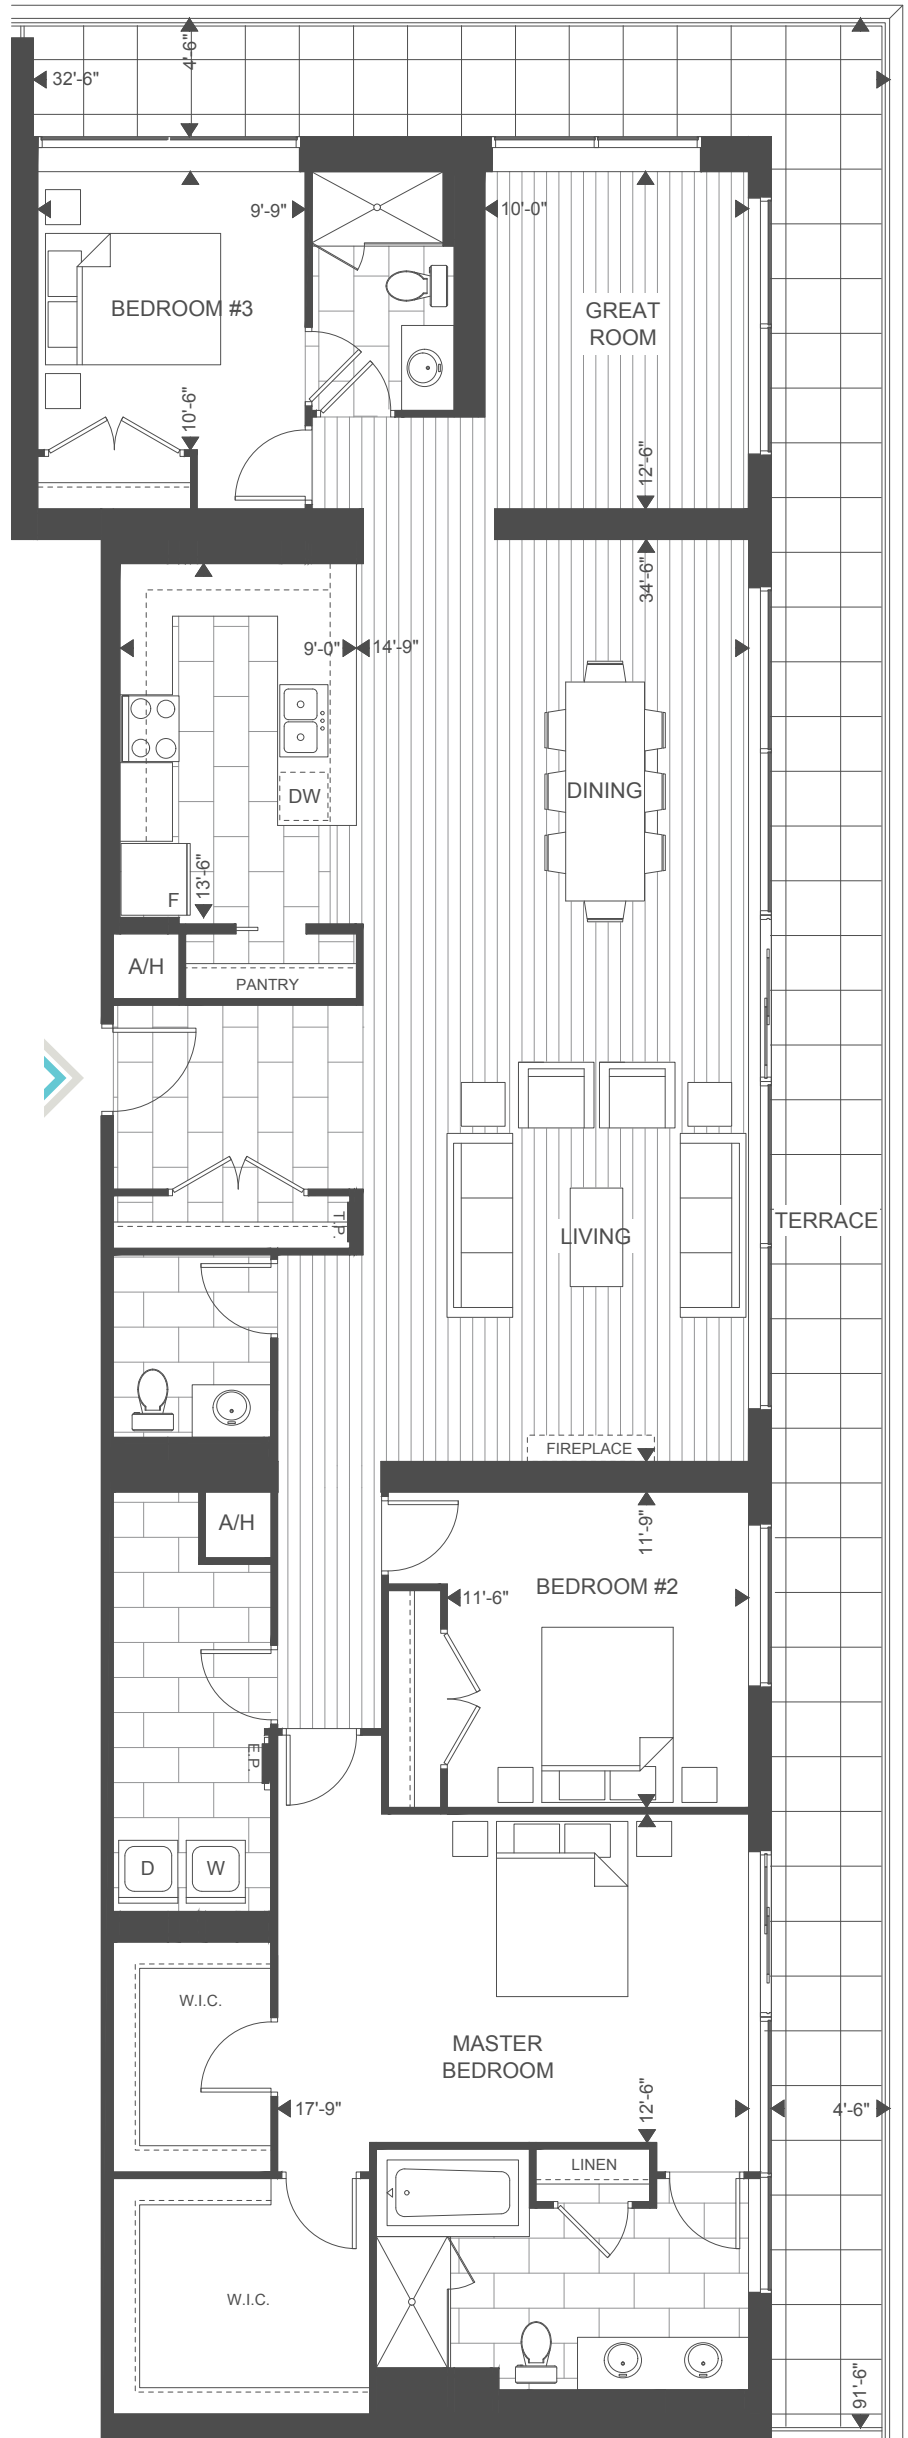 4'-6"
32'-6"
9'-9"
10'-0"
BEDROOM #3
GREAT
ROOM
10'-6"
12'-6"
34'-6"
9'-0"
14'-9"
DINING
DW
13'-6"
F
A/H
PANTRY
T.P.
TERRACE
LIVING
FIREPLACE
A/H
11'-9"
BEDROOM #2
11'-6"
E.P.
D
W
W.I.C.
MASTER
BEDROOM
17'-9"
12'-6"
4'-6"
LINEN
W.I.C.
91'-6"